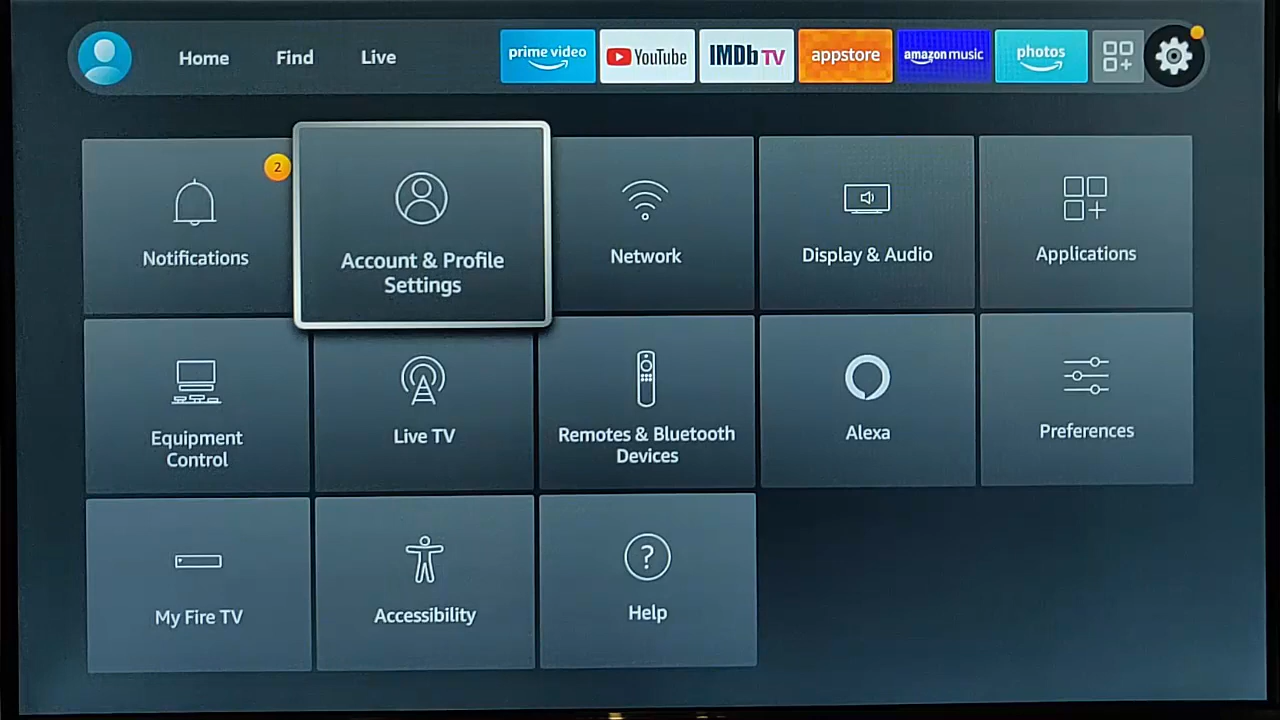 Home
Find
Live
prime video
YouTube
IMDb TV
appstore
amazon music
photos
2
Notifications
Account & Profile
Settings
Network
Display & Audio
Applications
Equipment
Control
Live TV
Remotes & Bluetooth
Devices
Alexa
Preferences
My Fire TV
Accessibility
?
Help